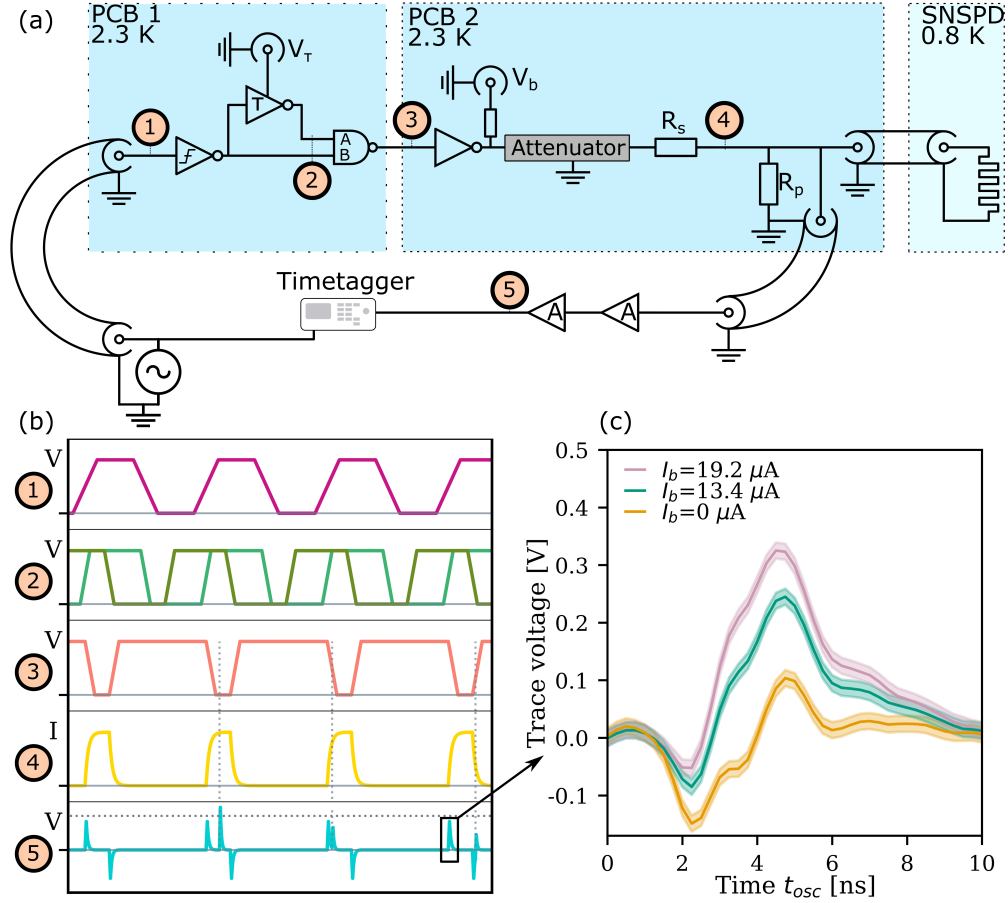 (a)
PCB 1
2.3 K
PCB 2
2.3 K
SNSPD
0.8 K
V_T
V_b
T
1
3
4
A
B
2
Attenuator
R_s
R_p
Timetagger
5
A
A
(b)
(c)
V
1
V
2
V
3
I
4
V
5
0.5
0.4
0.3
0.2
0.1
0.0
-0.1
Trace voltage [V]
I_b=19.2 μA
I_b=13.4 μA
I_b=0 μA
0
2
4
6
8
10
Time t_osc [ns]